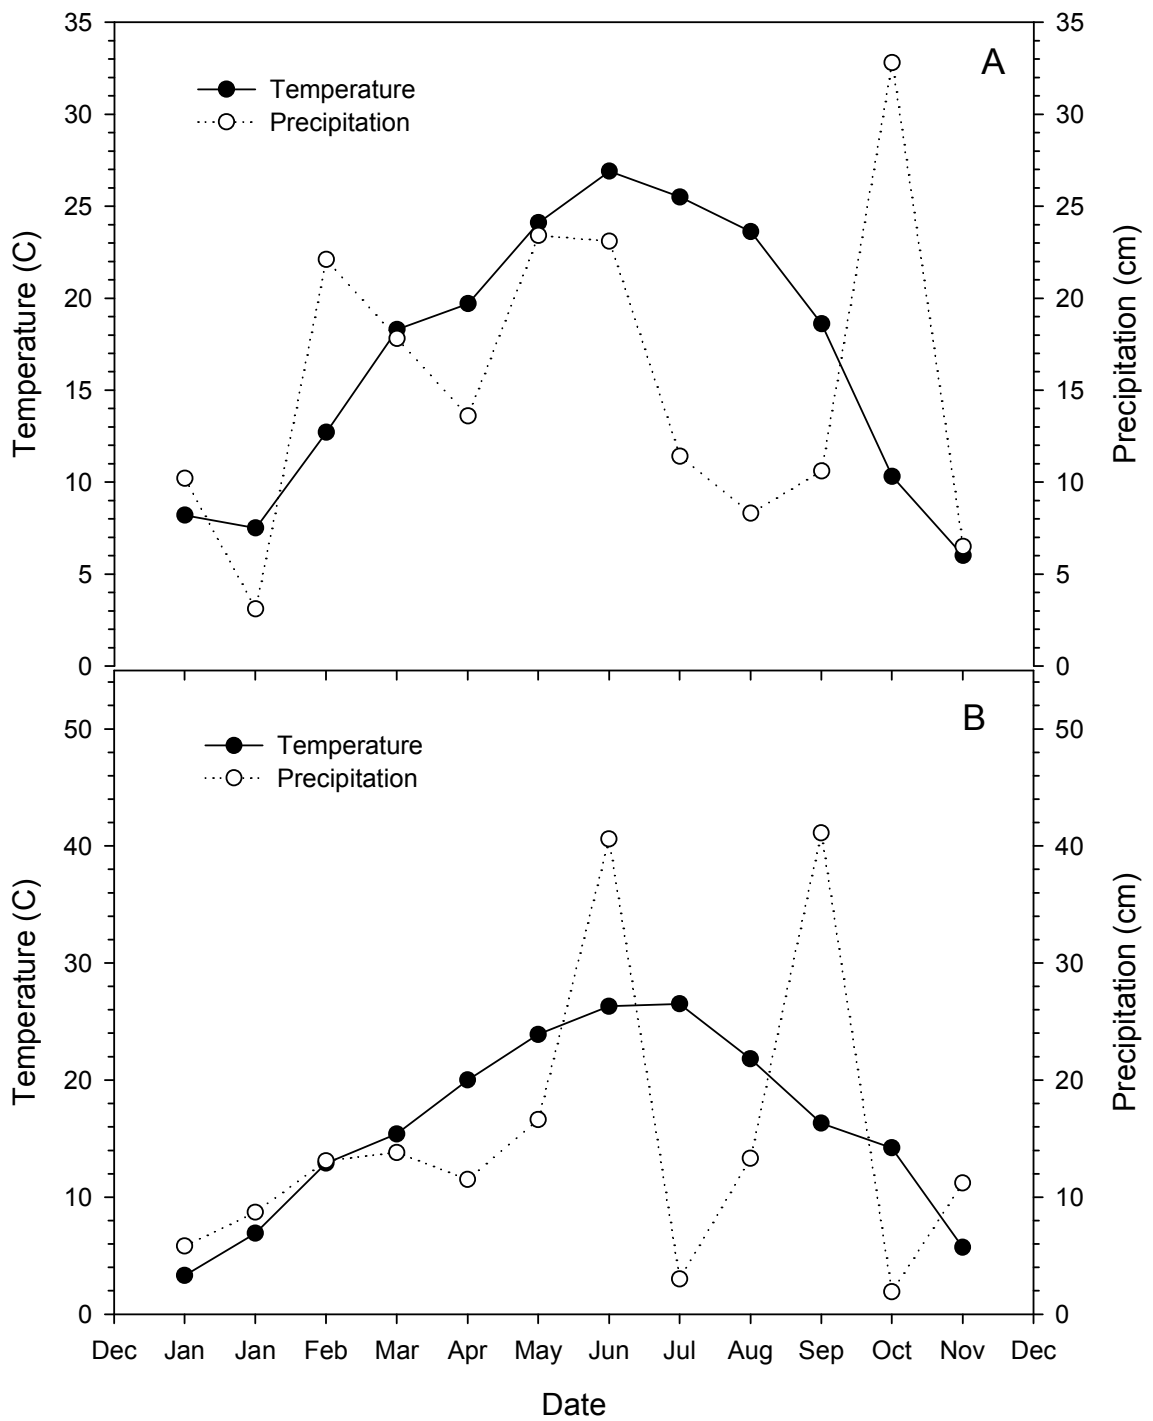 35
35
A
Temperature
Precipitation
30
30
25
25
20
20
15
15
10
10
5
5
0
0
Temperature (C)
Precipitation (cm)
B
50
50
Temperature
Precipitation
40
40
30
30
20
20
10
10
0
0
Temperature (C)
Precipitation (cm)
Dec Jan Jan Feb Mar Apr May Jun Jul Aug Sep Oct Nov Dec
Date